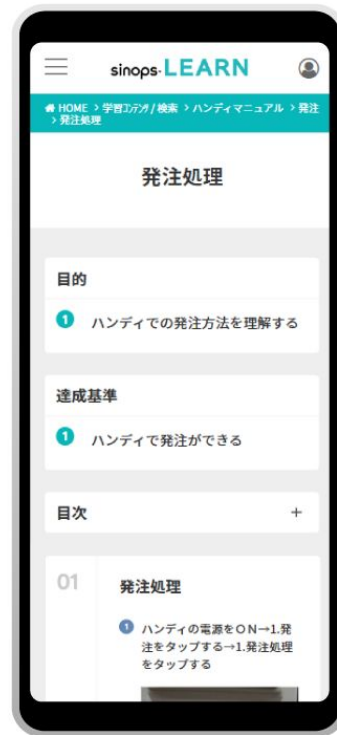 sinops-LEARN
HOME > 学習コンテンツ / 検索 > ハンディマニュアル > 発注
> 発注処理
発注処理
目的
1 ハンディでの発注方法を理解する
達成基準
1 ハンディで発注ができる
目次 +
01 発注処理
1 ハンディの電源をON→1.発
注をタップする→1.発注処理
をタップする